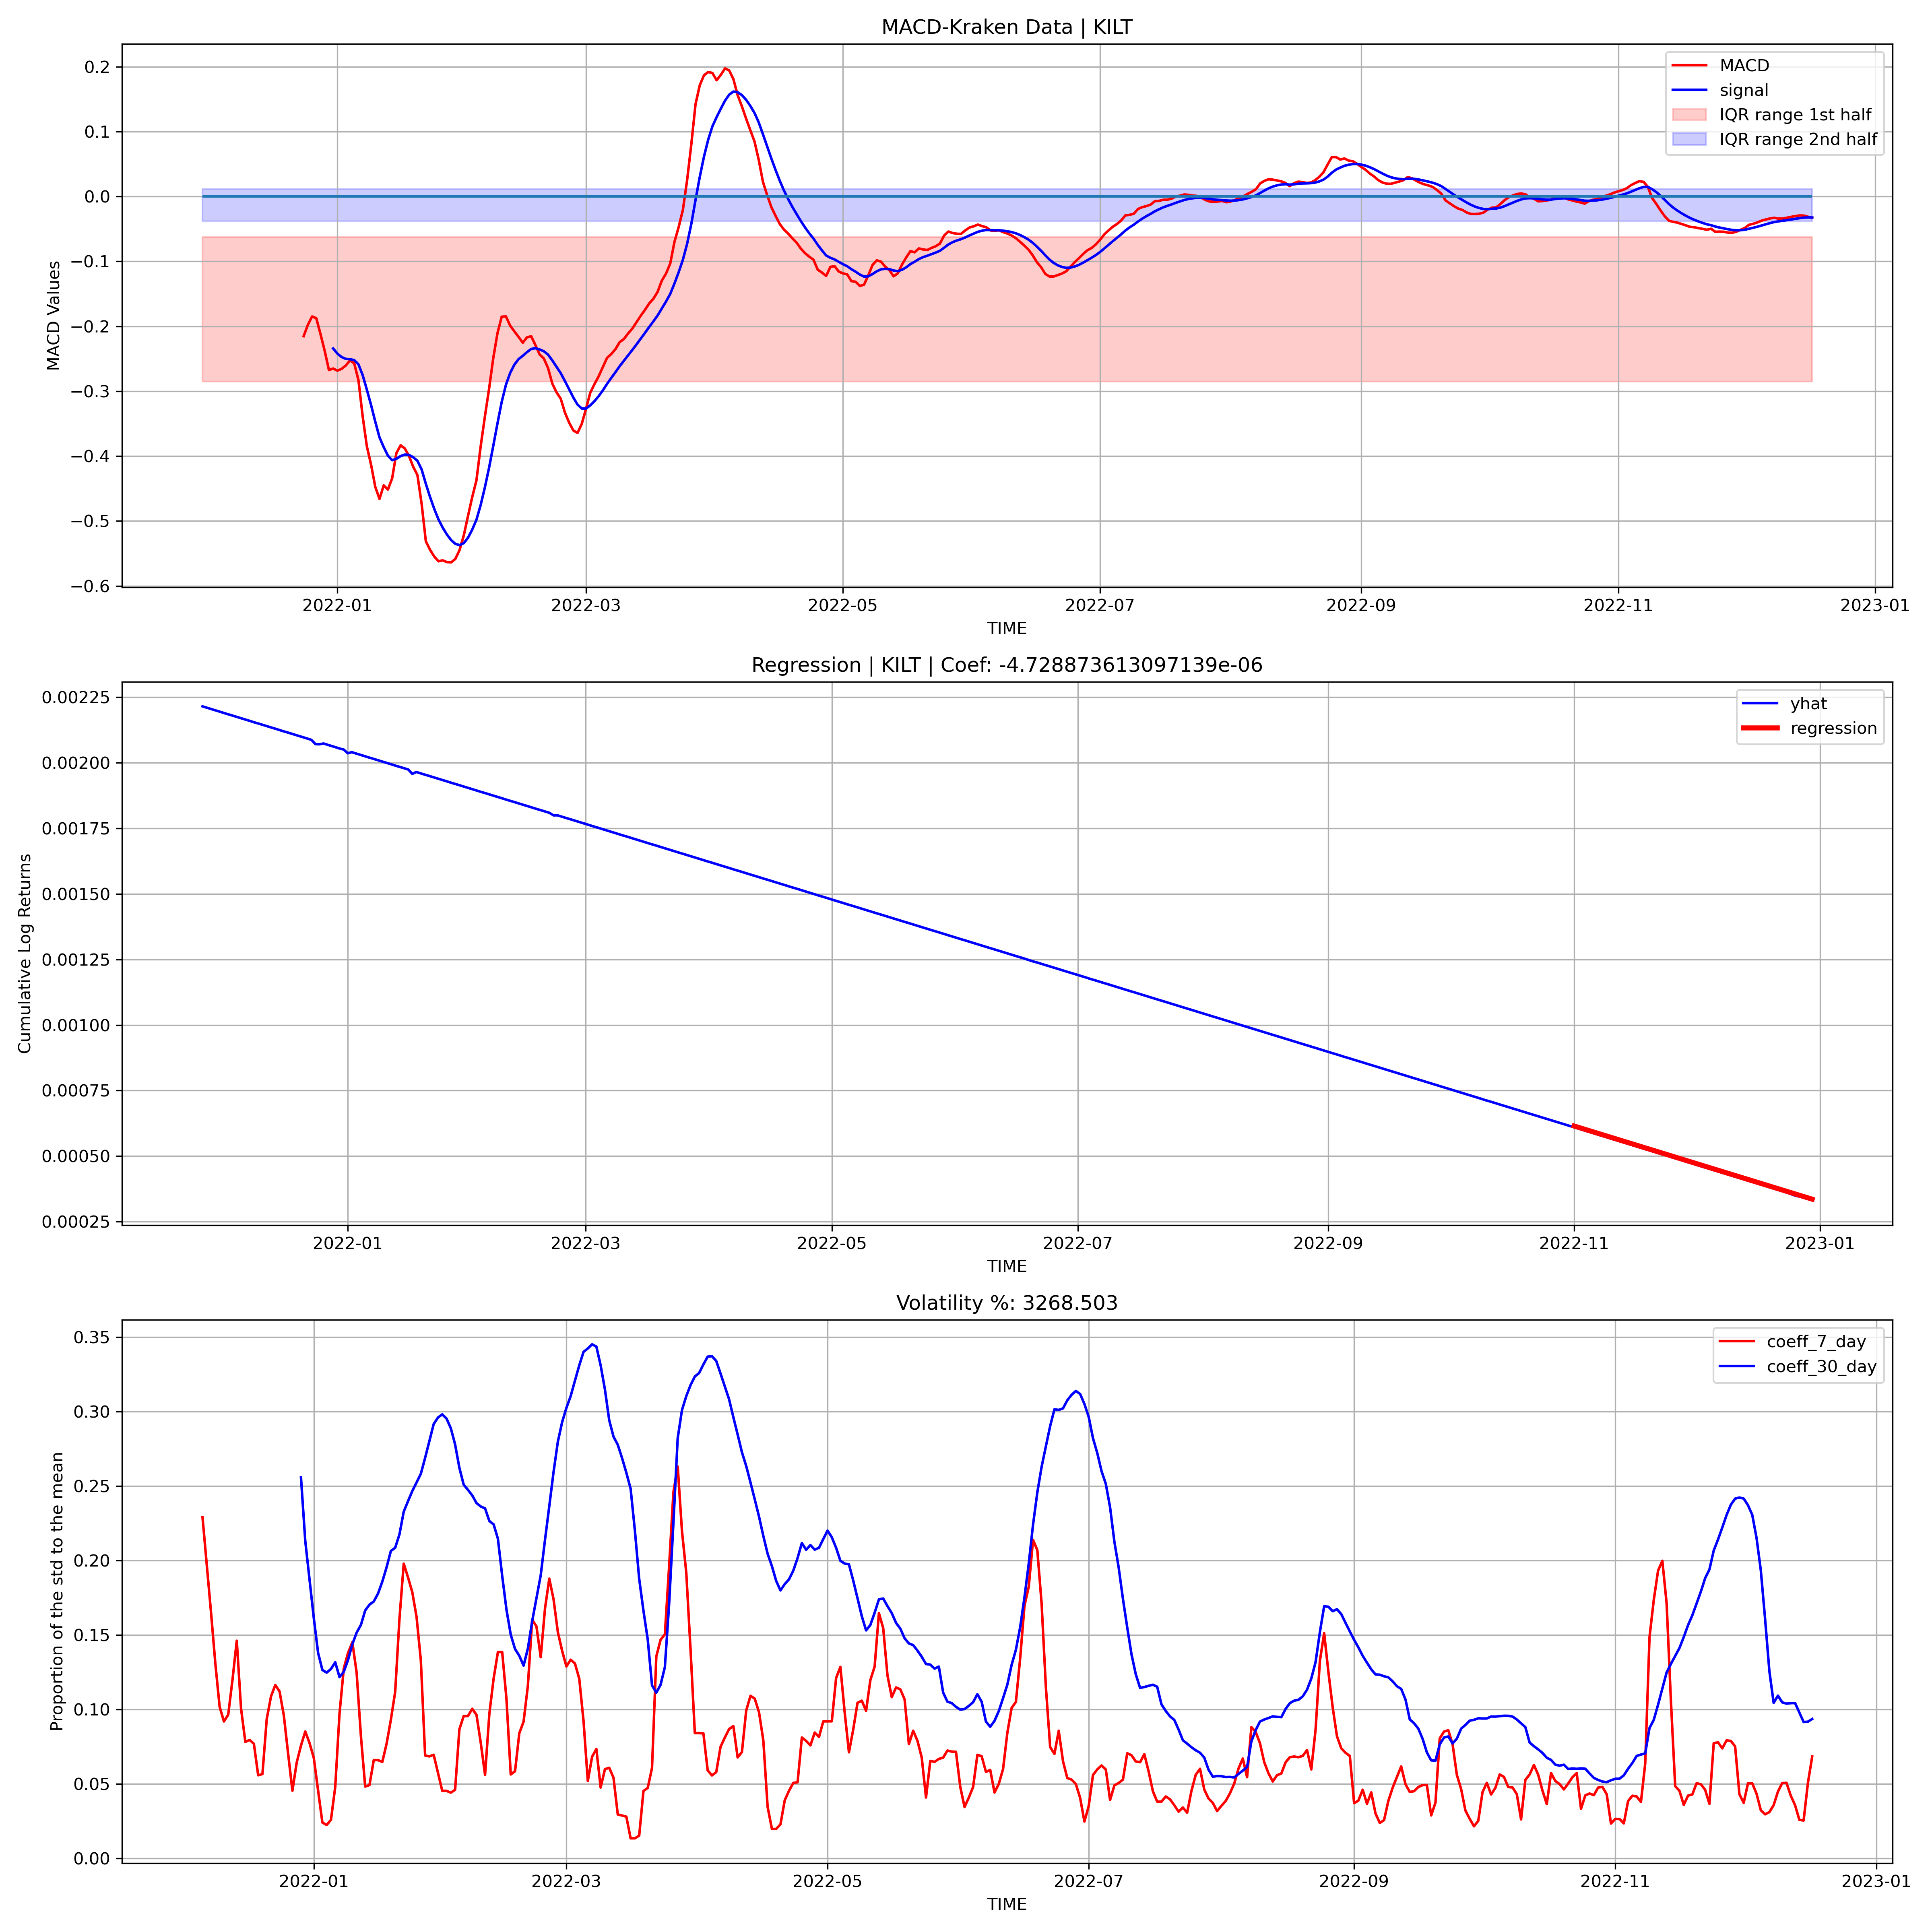 MACD-Kraken Data | KILT
MACD
signal
IQR range 1st half
IQR range 2nd half
MACD Values
0.2
0.1
0.0
−0.1
−0.2
−0.3
−0.4
−0.5
−0.6
2022-01 2022-03 2022-05 2022-07 2022-09 2022-11 2023-01
TIME
Regression | KILT | Coef: -4.728873613097139e-06
yhat
regression
Cumulative Log Returns
0.00225
0.00200
0.00175
0.00150
0.00125
0.00100
0.00075
0.00050
0.00025
2022-01 2022-03 2022-05 2022-07 2022-09 2022-11 2023-01
TIME
Volatility %: 3268.503
coeff_7_day
coeff_30_day
Proportion of the std to the mean
0.35
0.30
0.25
0.20
0.15
0.10
0.05
0.00
2022-01 2022-03 2022-05 2022-07 2022-09 2022-11 2023-01
TIME